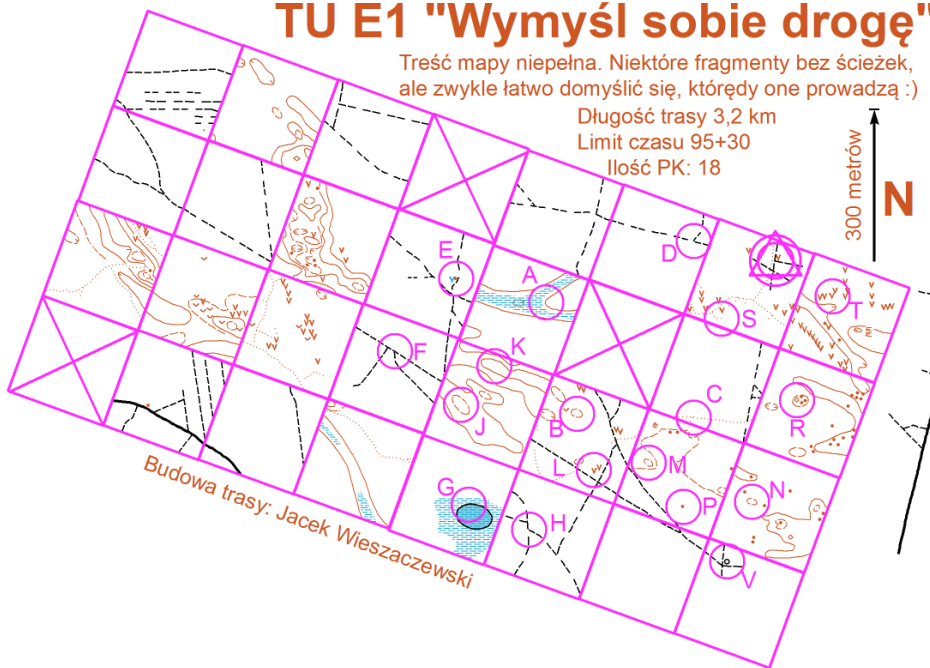 TU E1 "Wymyśl sobie drogę"
Treść mapy niepełna. Niektóre fragmenty bez ścieżek,
ale zwykle łatwo domyślić się, którędy one prowadzą :)
Długość trasy 3,2 km
Limit czasu 95+30
Ilość PK: 18
300 metrów
N
D
E
A
T
S
F
K
C
J
B
R
L
M
G
P
N
H
V
Budowa trasy: Jacek Wieszaczewski